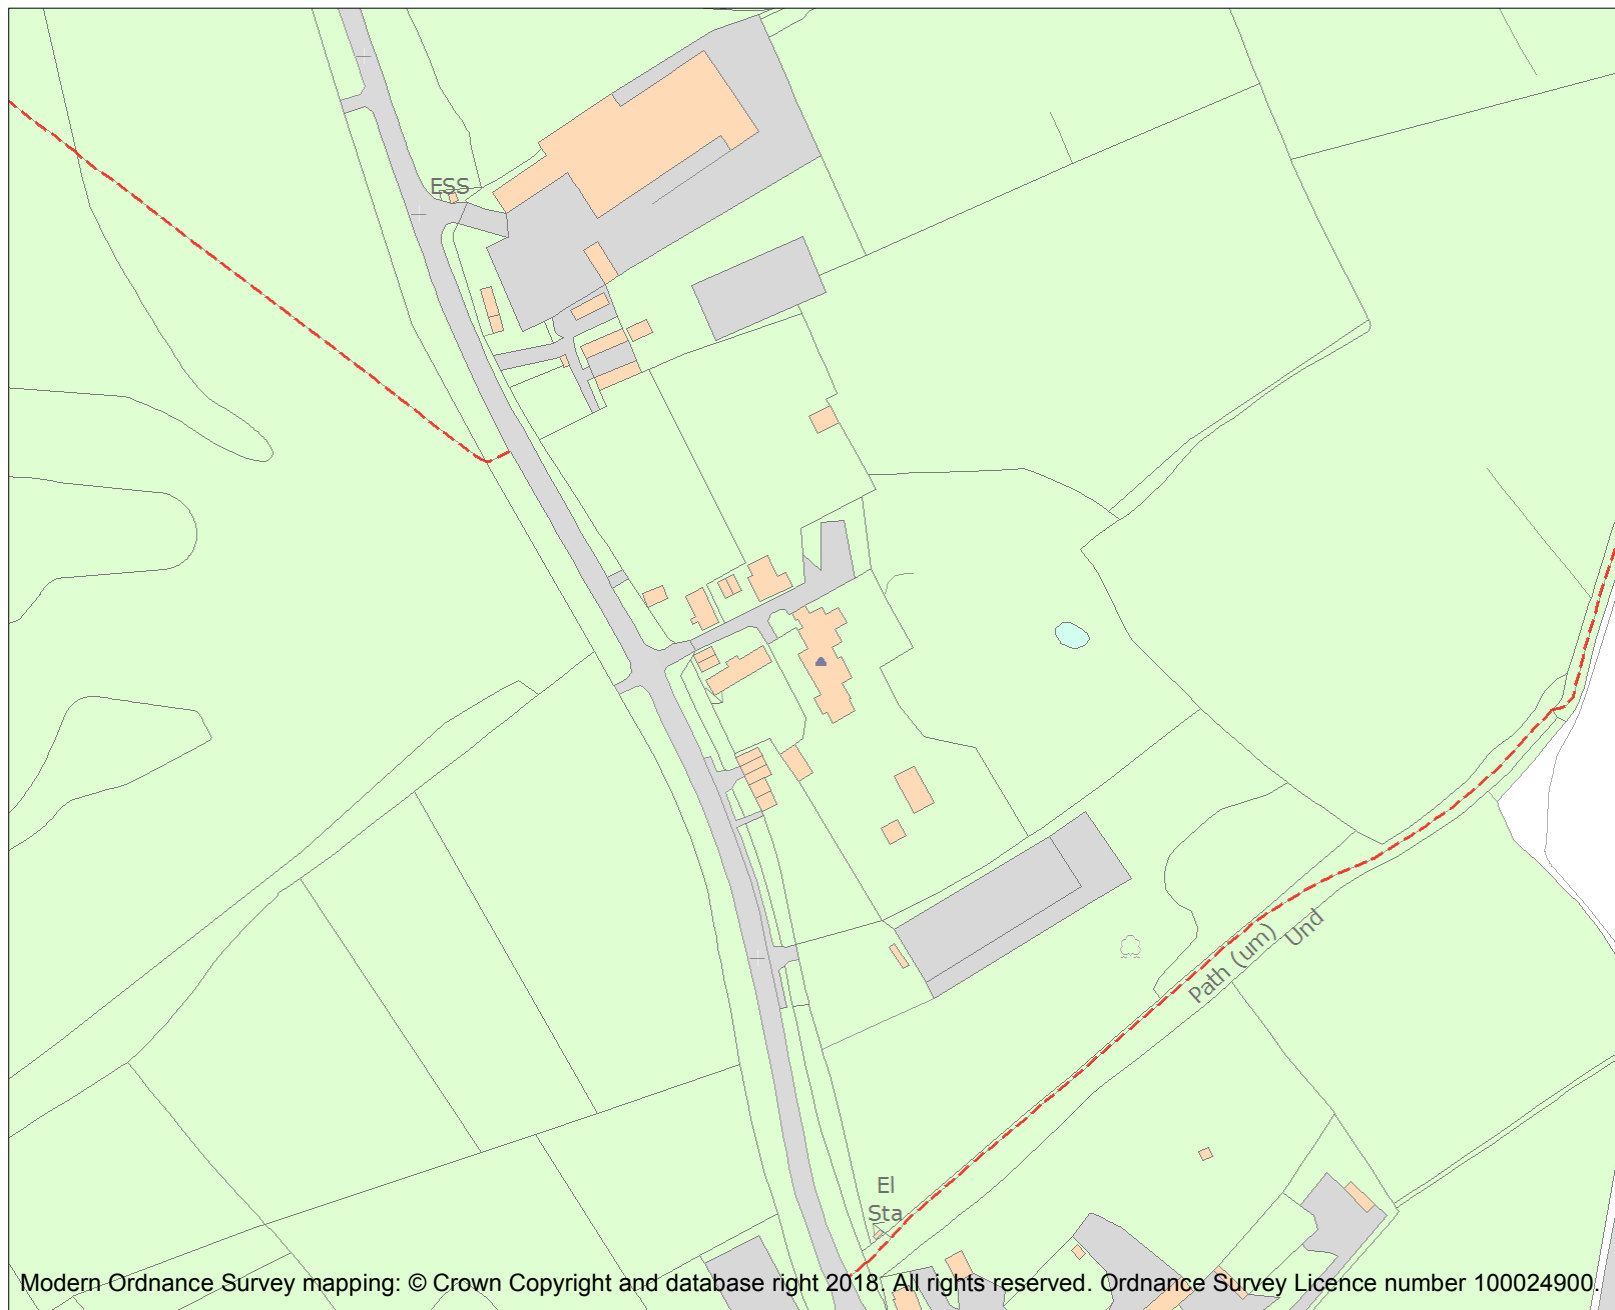 ESS
Path (um)
Und
El
Sta
Modern Ordnance Survey mapping: © Crown Copyright and database right 2018. All rights reserved. Ordnance Survey Licence number 100024900.